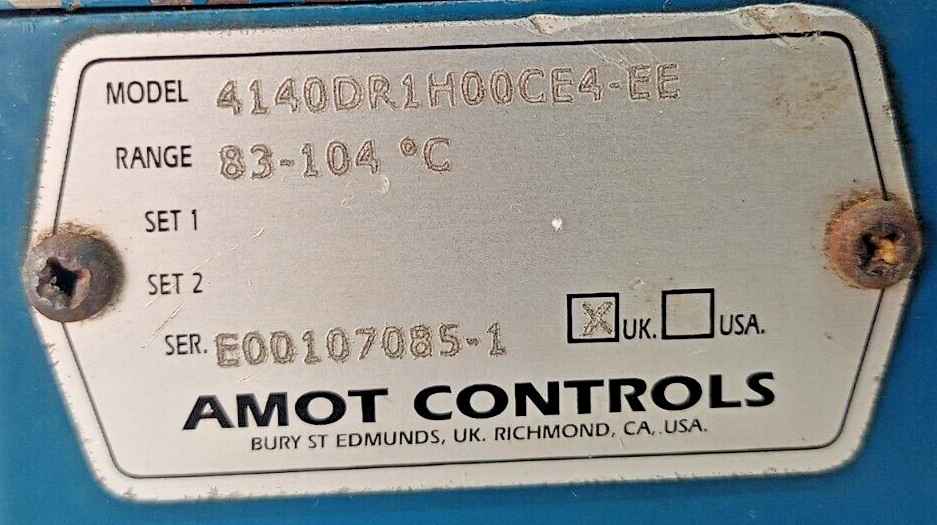 MODEL 4140DR1H00CE4-EE
RANGE 83-104 °C
SET 1
SET 2
SER. E00107085-1 X UK. USA.
AMOT CONTROLS
BURY ST EDMUNDS, UK. RICHMOND, CA, .USA.